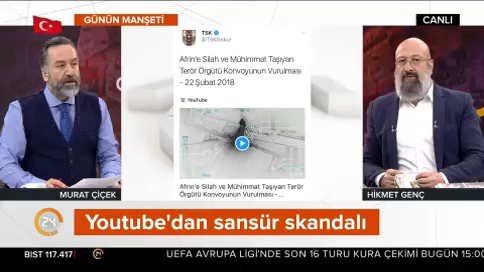 GÜNÜN MANŞETİ
CANLI
TSK
@TSKGnkur
Afrin'e Silah ve Mühimmat Taşıyan
Terör Örgütü Konvoyunun Vurulması
- 22 Şubat 2018
YouTube
Afrin'e Silah ve Mühimmat Taşıyan Terör
Örgütü Konvoyunun Vurulması –...
MURAT ÇİÇEK
HİKMET GENÇ
24
Youtube'dan sansür skandalı
BIST 117.417
UEFA AVRUPA LİGİ'NDE SON 16 TURU KURA ÇEKİMİ BUGÜN 15:00